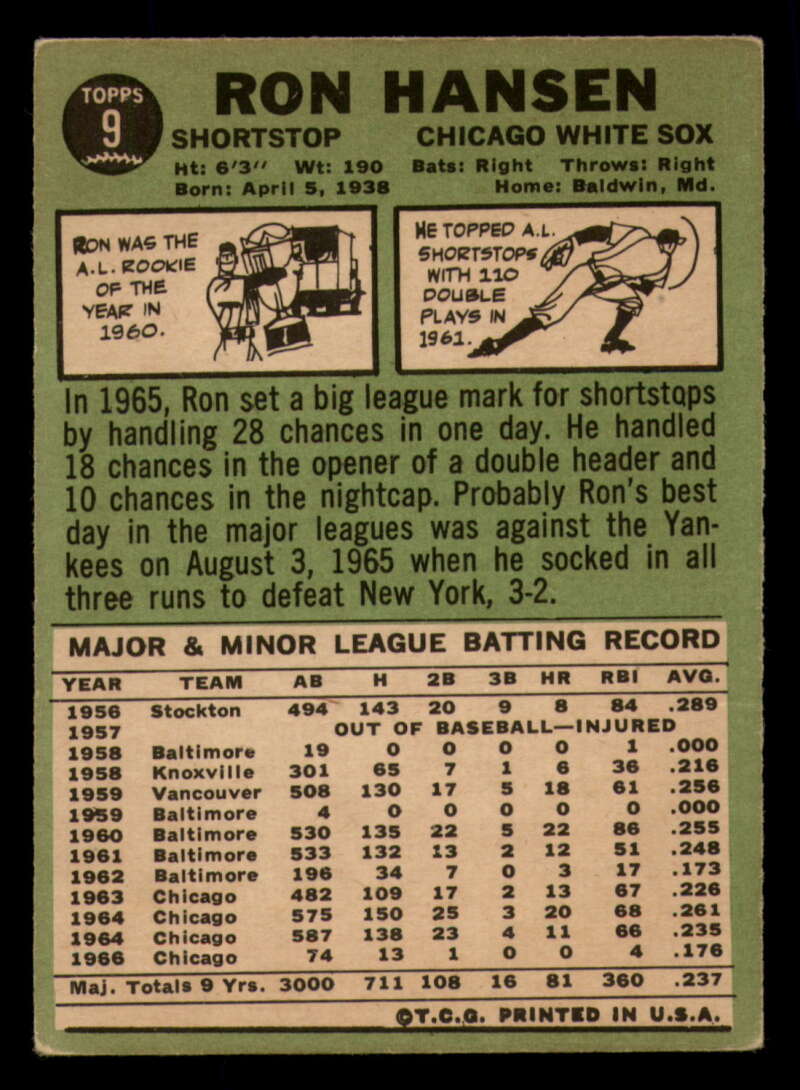 TOPPS
9
RON HANSEN
SHORTSTOP CHICAGO WHITE SOX
Ht: 6'3" Wt: 190 Bats: Right Throws: Right
Born: April 5, 1938 Home: Baldwin, Md.
RON WAS THE
A.L. ROOKIE
OF THE
YEAR IN
1960.
HE TOPPED A.L.
SHORTSTOPS
WITH 110
DOUBLE
PLAYS IN
1961.
In 1965, Ron set a big league mark for shortstops
by handling 28 chances in one day. He handled
18 chances in the opener of a double header and
10 chances in the nightcap. Probably Ron's best
day in the major leagues was against the Yan-
kees on August 3, 1965 when he socked in all
three runs to defeat New York, 3-2.
MAJOR & MINOR LEAGUE BATTING RECORD
YEAR TEAM AB H 2B 3B HR RBI AVG.
1956 Stockton 494 143 20 9 8 84 .289
1957 OUT OF BASEBALL—INJURED
1958 Baltimore 19 0 0 0 0 1 .000
1958 Knoxville 301 65 7 1 6 36 .216
1959 Vancouver 508 130 17 5 18 61 .256
1959 Baltimore 4 0 0 0 0 0 .000
1960 Baltimore 530 135 22 5 22 86 .255
1961 Baltimore 533 132 13 2 12 51 .248
1962 Baltimore 196 34 7 0 3 17 .173
1963 Chicago 482 109 17 2 13 67 .226
1964 Chicago 575 150 25 3 20 68 .261
1964 Chicago 587 138 23 4 11 66 .235
1966 Chicago 74 13 1 0 0 4 .176
Maj. Totals 9 Yrs. 3000 711 108 16 81 360 .237
©T.C.G. PRINTED IN U.S.A.